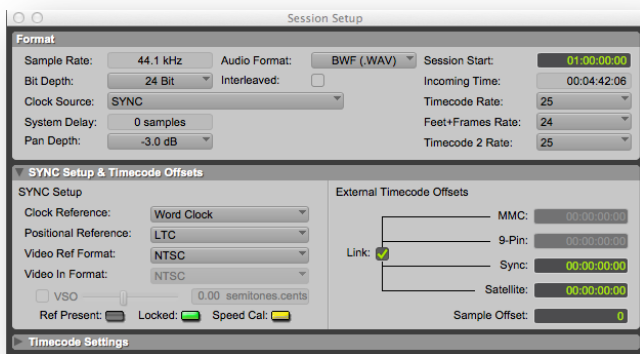 Session Setup
Format
Sample Rate: 44.1 kHz Audio Format: BWF (.WAV) Session Start: 01:00:00:00
Bit Depth: 24 Bit Interleaved: Incoming Time: 00:04:42:06
Clock Source: SYNC Timecode Rate: 25
System Delay: 0 samples Feet+Frames Rate: 24
Pan Depth: -3.0 dB Timecode 2 Rate: 25
SYNC Setup & Timecode Offsets
SYNC Setup External Timecode Offsets
Clock Reference: Word Clock MMC: 00:00:00:00
Positional Reference: LTC 9-Pin: 00:00:00:00
Video Ref Format: NTSC Link: Sync: 00:00:00:00
Video In Format: NTSC Satellite: 00:00:00:00
VSO 0.00 semitones.cents
Ref Present: Locked: Speed Cal: Sample Offset: 0
Timecode Settings